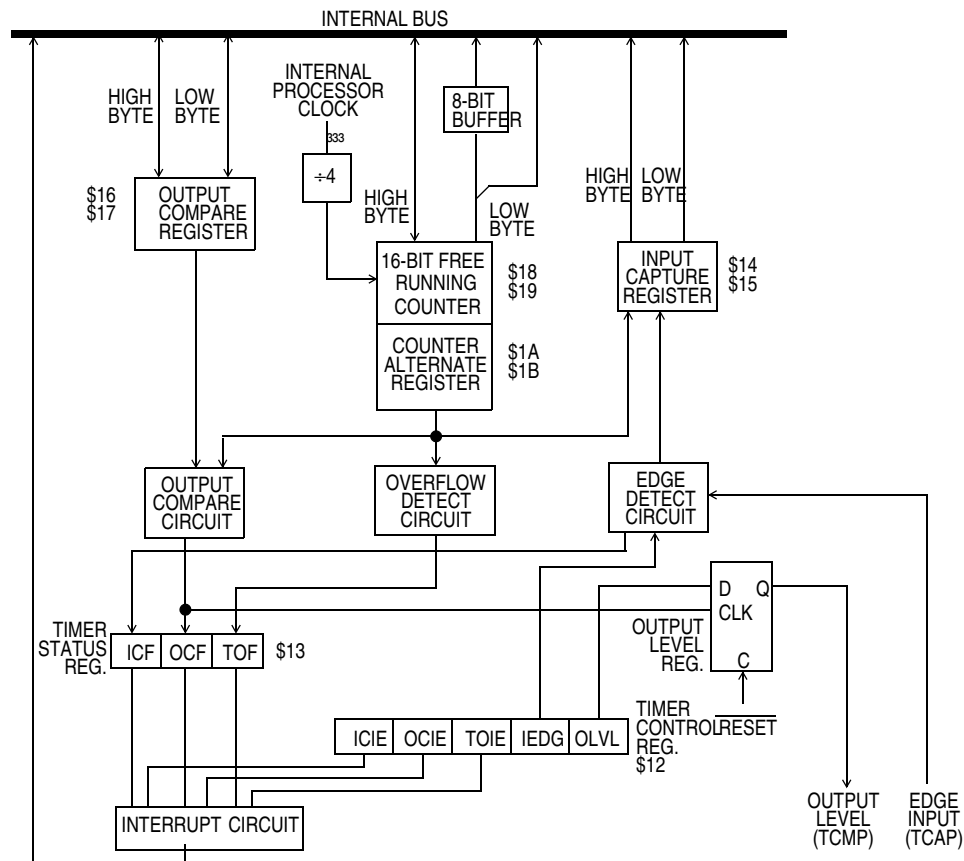 INTERNAL BUS
HIGH
BYTE
LOW
BYTE
INTERNAL
PROCESSOR
CLOCK
333
÷4
8-BIT
BUFFER
HIGH
BYTE
LOW
BYTE
HIGH
BYTE
LOW
BYTE
$16
$17
OUTPUT
COMPARE
REGISTER
16-BIT FREE
RUNNING
COUNTER
$18
$19
COUNTER
ALTERNATE
REGISTER
$1A
$1B
INPUT
CAPTURE
REGISTER
$14
$15
OUTPUT
COMPARE
CIRCUIT
OVERFLOW
DETECT
CIRCUIT
EDGE
DETECT
CIRCUIT
D Q
CLK
C
OUTPUT
LEVEL
REG.
TIMER
STATUS
REG.
ICF OCF TOF
$13
RESET
TIMER
CONTROL
REG.
$12
ICIE OCIE TOIE IEDG OLVL
INTERRUPT CIRCUIT
OUTPUT
LEVEL
(TCMP)
EDGE
INPUT
(TCAP)